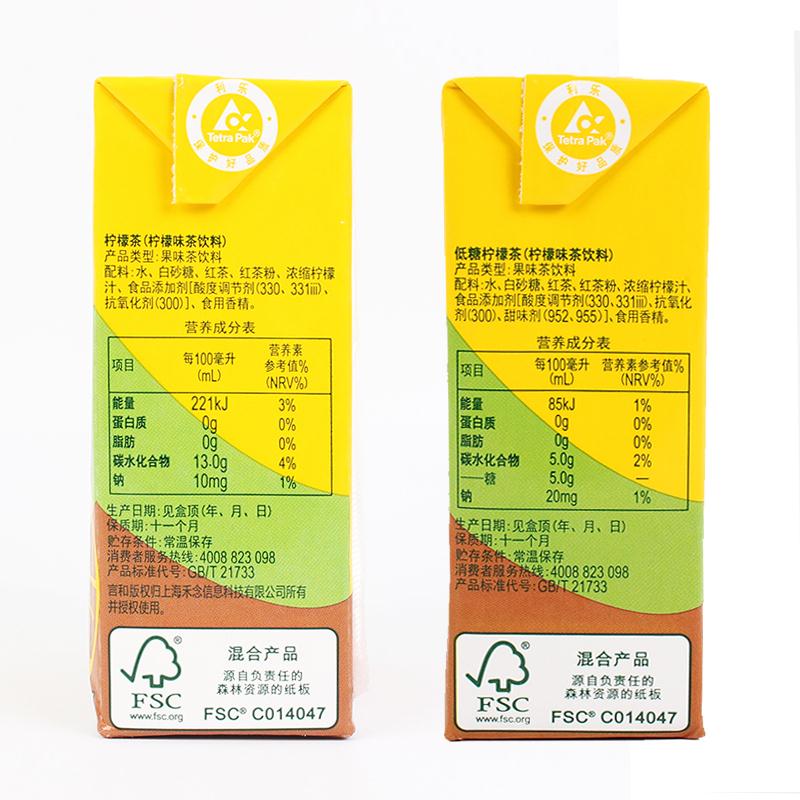 利乐
Tetra Pak®
保护好品质
柠檬茶(柠檬味茶饮料)
产品类型:果味茶饮料
配料:水、白砂糖、红茶、红茶粉、浓缩柠檬
汁、食品添加剂[酸度调节剂(330、331iii)、
抗氧化剂(300)]、食用香精。
营养成分表
项目 每100毫升(mL) 营养素参考值%(NRV%)
能量 221kJ 3%
蛋白质 0g 0%
脂肪 0g 0%
碳水化合物 13.0g 4%
钠 10mg 1%
生产日期:见盒顶(年、月、日)
保质期:十一个月
贮存条件:常温保存
消费者服务热线:4008 823 098
产品标准代号:GB/T 21733
言和版权归上海禾念信息科技有限公司所有
并授权使用。
FSC®
www.fsc.org
混合产品
源自负责任的
森林资源的纸板
FSC® C014047
利乐
Tetra Pak®
保护好品质
低糖柠檬茶(柠檬味茶饮料)
产品类型:果味茶饮料
配料:水、白砂糖、红茶、红茶粉、浓缩柠檬汁、
食品添加剂[酸度调节剂(330、331iii)、抗氧化
剂(300)、甜味剂(952、955)]、食用香精。
营养成分表
项目 每100毫升(mL) 营养素参考值%(NRV%)
能量 85kJ 1%
蛋白质 0g 0%
脂肪 0g 0%
碳水化合物 5.0g 2%
——糖 5.0g —
钠 20mg 1%
生产日期:见盒顶(年、月、日)
保质期:十一个月
贮存条件:常温保存
消费者服务热线:4008 823 098
产品标准代号:GB/T 21733
FSC®
www.fsc.org
混合产品
源自负责任的
森林资源的纸板
FSC® C014047